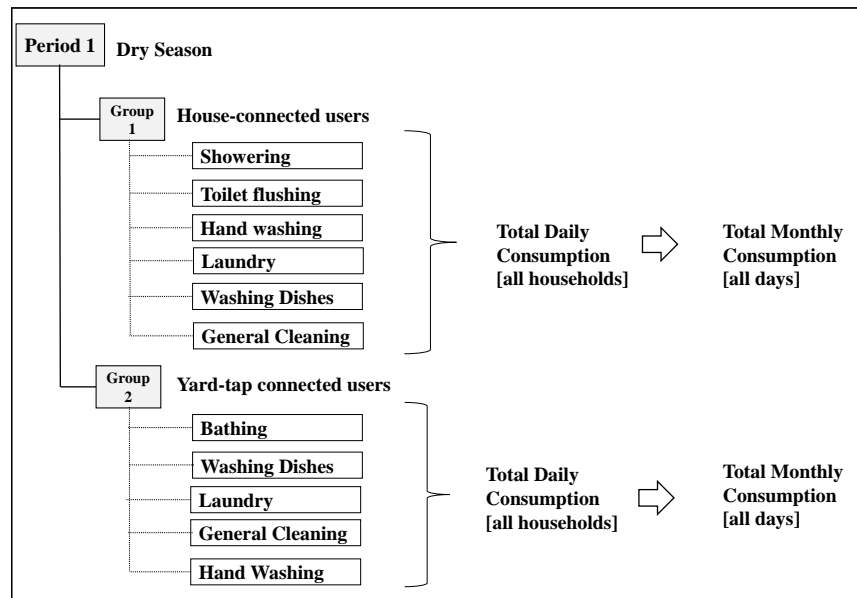 Period 1
Dry Season
Group
1
House-connected users
Showering
Toilet flushing
Hand washing
Laundry
Washing Dishes
General Cleaning
Total Daily
Consumption
[all households]
Total Monthly
Consumption
[all days]
Group
2
Yard-tap connected users
Bathing
Washing Dishes
Laundry
General Cleaning
Hand Washing
Total Daily
Consumption
[all households]
Total Monthly
Consumption
[all days]